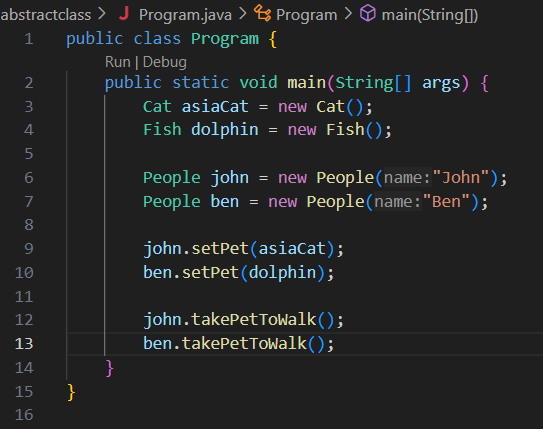 abstractclass > J Program.java > Program > main(String[])
1 public class Program {
Run | Debug
2 public static void main(String[] args) {
3 Cat asiaCat = new Cat();
4 Fish dolphin = new Fish();
5
6 People john = new People(name:"John");
7 People ben = new People(name:"Ben");
8
9 john.setPet(asiaCat);
10 ben.setPet(dolphin);
11
12 john.takePetToWalk();
13 ben.takePetToWalk();
14 }
15 }
16